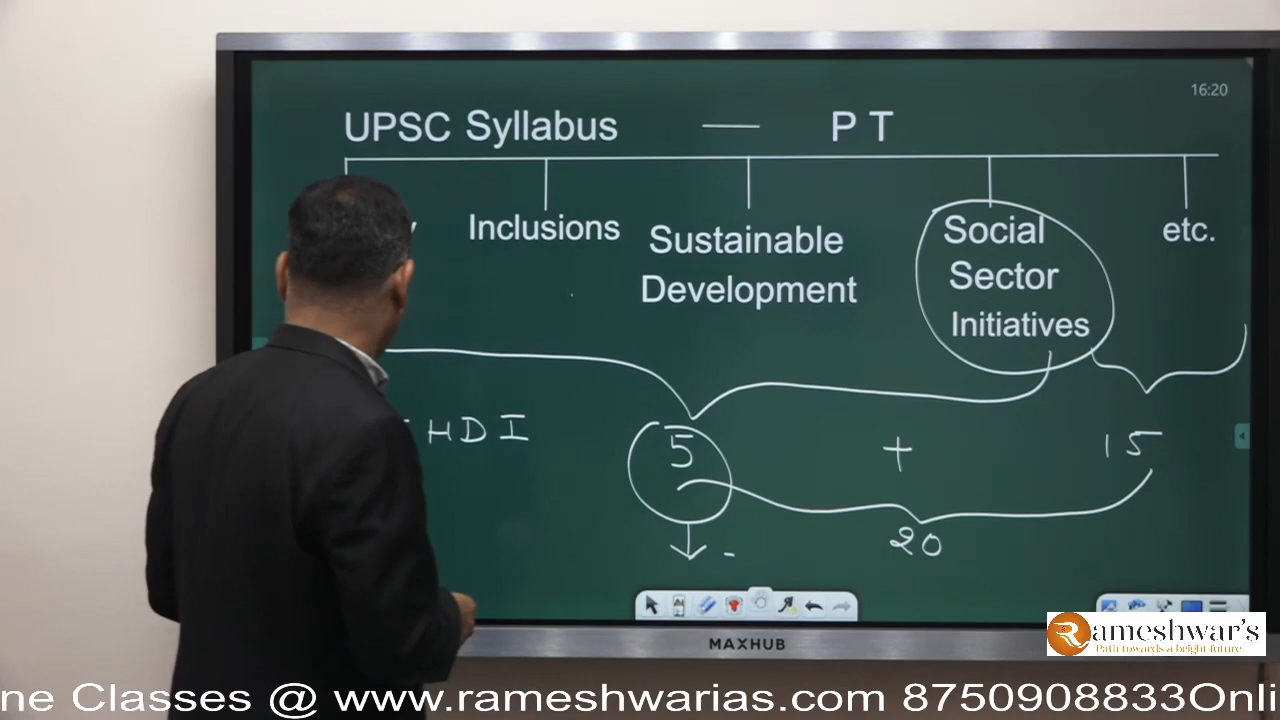 16:20
UPSC Syllabus — PT
Inclusions
Sustainable
Development
Social
Sector
Initiatives
etc.
HDI
5 + 15
20
MAXHUB
Rameshwar's
Path towards a bright future
ne Classes @ www.rameshwarias.com 8750908833Onli